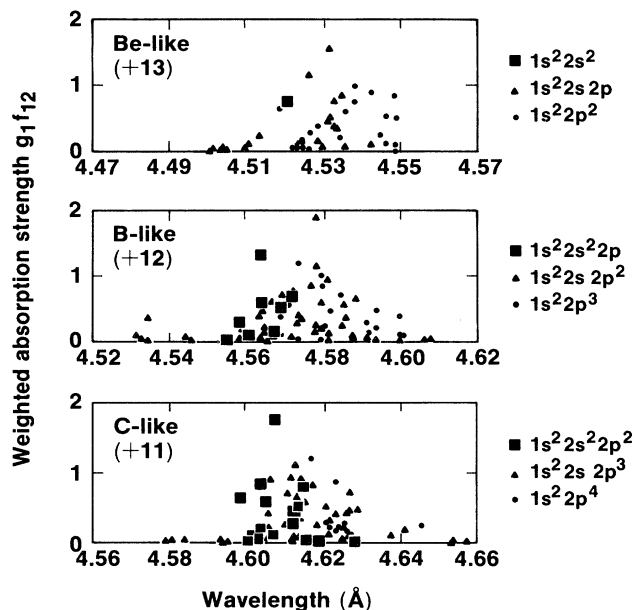 Weighted absorption strength g₁f₁₂
Be-like
(+13)
2
1
0
4.47 4.49 4.51 4.53 4.55 4.57
■ 1s²2s²
▲ 1s²2s 2p
• 1s²2p²
B-like
(+12)
2
1
0
4.52 4.54 4.56 4.58 4.60 4.62
■ 1s²2s²2p
▲ 1s²2s 2p²
• 1s²2p³
C-like
(+11)
2
1
0
4.56 4.58 4.60 4.62 4.64 4.66
■ 1s²2s²2p²
▲ 1s²2s 2p³
• 1s²2p⁴
Wavelength (Å)